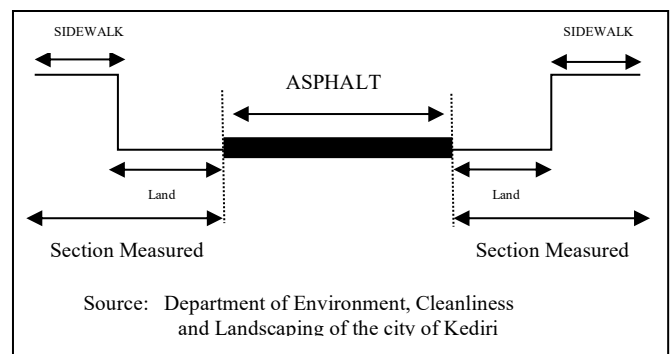 SIDEWALK SIDEWALK
ASPHALT
Land Land
Section Measured Section Measured
Source: Department of Environment, Cleanliness
and Landscaping of the city of Kediri